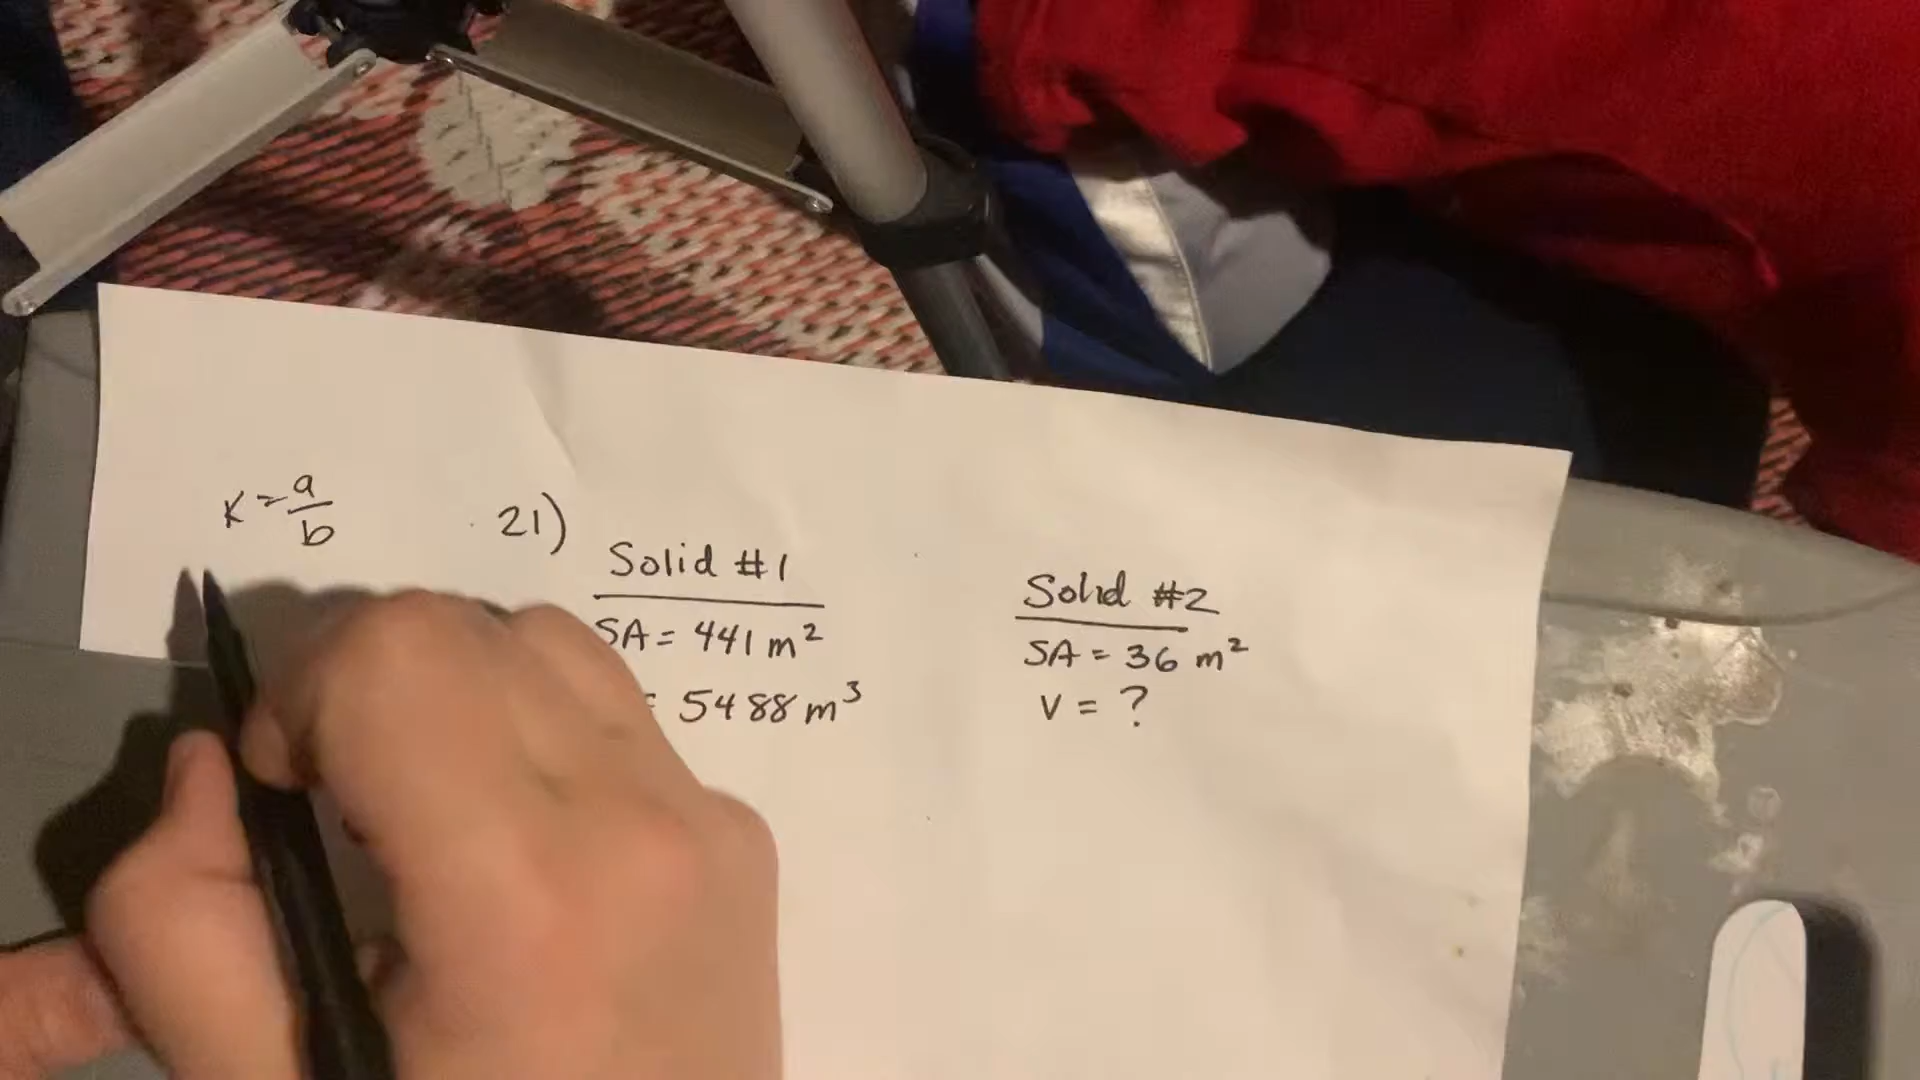 K = a/b
21)
Solid #1
SA = 441 m²
= 5488 m³
Solid #2
SA = 36 m²
V = ?